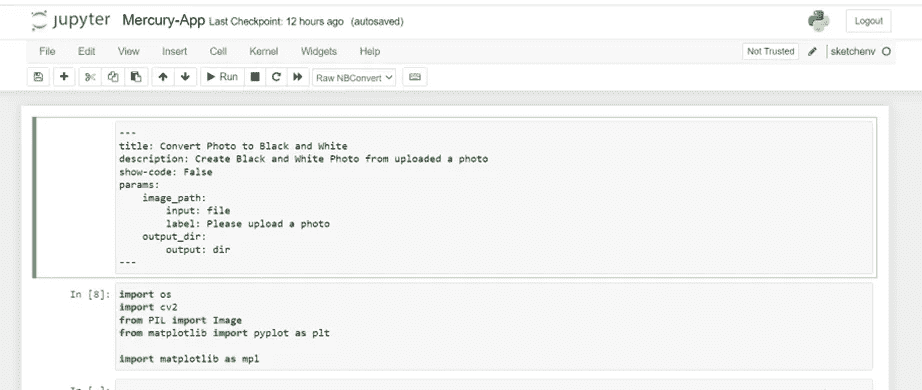 jupyter Mercury-App Last Checkpoint: 12 hours ago (autosaved) Logout
File Edit View Insert Cell Kernel Widgets Help Not Trusted sketchenv
Run Raw NBConvert
---
title: Convert Photo to Black and White
description: Create Black and White Photo from uploaded a photo
show-code: False
params:
    image_path:
        input: file
        label: Please upload a photo
    output_dir:
        output: dir
---
In [8]: import os
import cv2
from PIL import Image
from matplotlib import pyplot as plt
import matplotlib as mpl